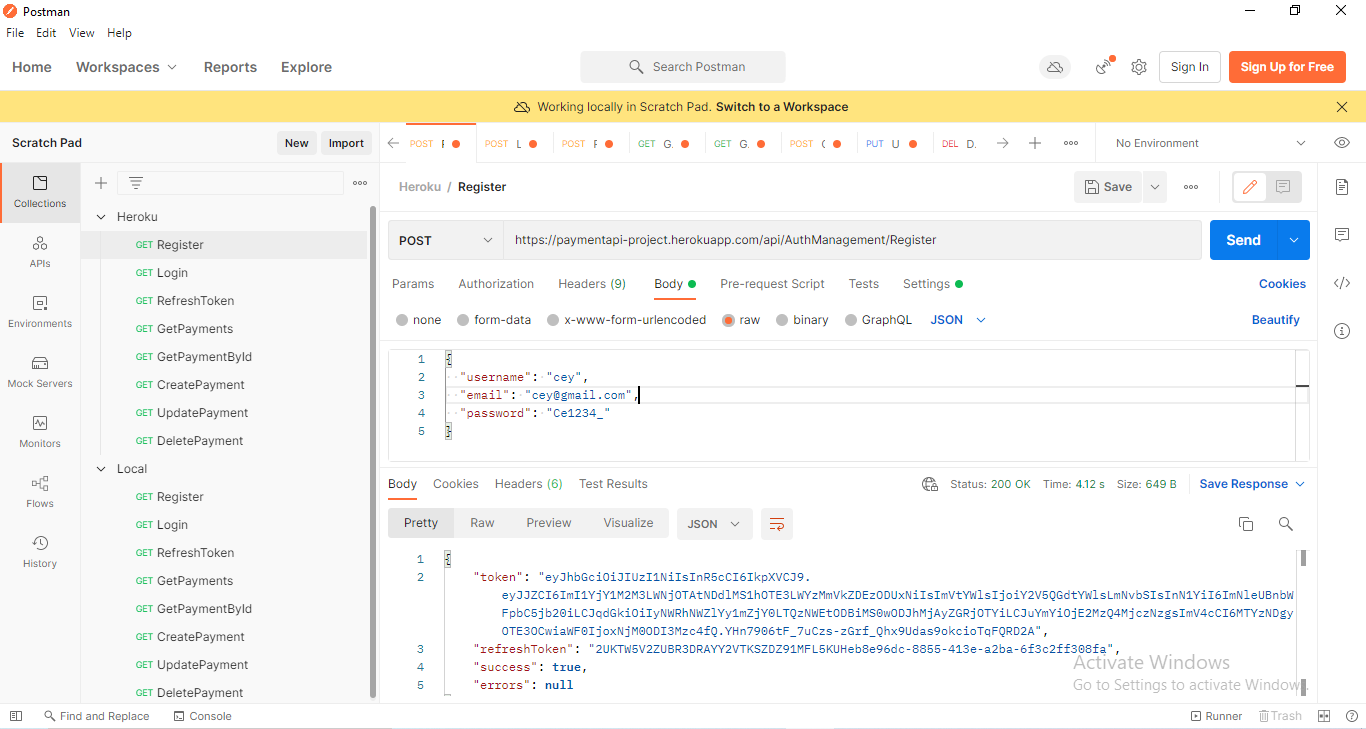 Postman
File Edit View Help
Home Workspaces Reports Explore Search Postman Sign In Sign Up for Free
Working locally in Scratch Pad. Switch to a Workspace
Scratch Pad New Import
POST POST L POST GET G. GET G. POST PUT U DEL D. No Environment
Collections
APIs
Environments
Mock Servers
Monitors
Flows
History
Heroku
GET Register
GET Login
GET RefreshToken
GET GetPayments
GET GetPaymentById
GET CreatePayment
GET UpdatePayment
GET DeletePayment
Local
GET Register
GET Login
GET RefreshToken
GET GetPayments
GET GetPaymentById
GET CreatePayment
GET UpdatePayment
GET DeletePayment
Heroku / Register Save
POST https://paymentapi-project.herokuapp.com/api/AuthManagement/Register Send
Params Authorization Headers (9) Body Pre-request Script Tests Settings Cookies
none form-data x-www-form-urlencoded raw binary GraphQL JSON Beautify
1 {
2 "username": "cey",
3 "email": "cey@gmail.com",
4 "password": "Ce1234_"
5 }
Body Cookies Headers (6) Test Results Status: 200 OK Time: 4.12 s Size: 649 B Save Response
Pretty Raw Preview Visualize JSON
1 {
2 "token": "eyJhbGciOiJIUzI1NiIsInR5cCI6IkpXVCJ9.
eyJJZCI6ImI1YjY1M2M3LWNjOTAtNDdlMS1hOTE3LWYzMmVkZDEzODUxNiIsImVtYWlsIjoiY2V5QGdtYWlsLmNvbSIsInN1YiI6ImNleUBnbW
FpbC5jb20iLCJqdGkiOiIyNWRhNWZlYy1mZjY0LTQzNWEtODBiMS0wODJhMjAyZGRjOTYiLCJuYmYiOjE2MzQ4MjczNzgsImV4cCI6MTYzNDgy
OTE3OCwiaWF0IjoxNjM0ODI3Mzc4fQ.YHn7906tF_7uCzs-zGrf_Qhx9Udas9okcioTqFQRD2A",
3 "refreshToken": "2UKTW5V2ZUBR3DRAYY2VTKSZDZ91MFL5KUHeb8e96dc-8855-413e-a2ba-6f3c2ff308fa",
4 "success": true,
5 "errors": null
Activate Windows
Go to Settings to activate Windows.
Find and Replace Console Runner Trash